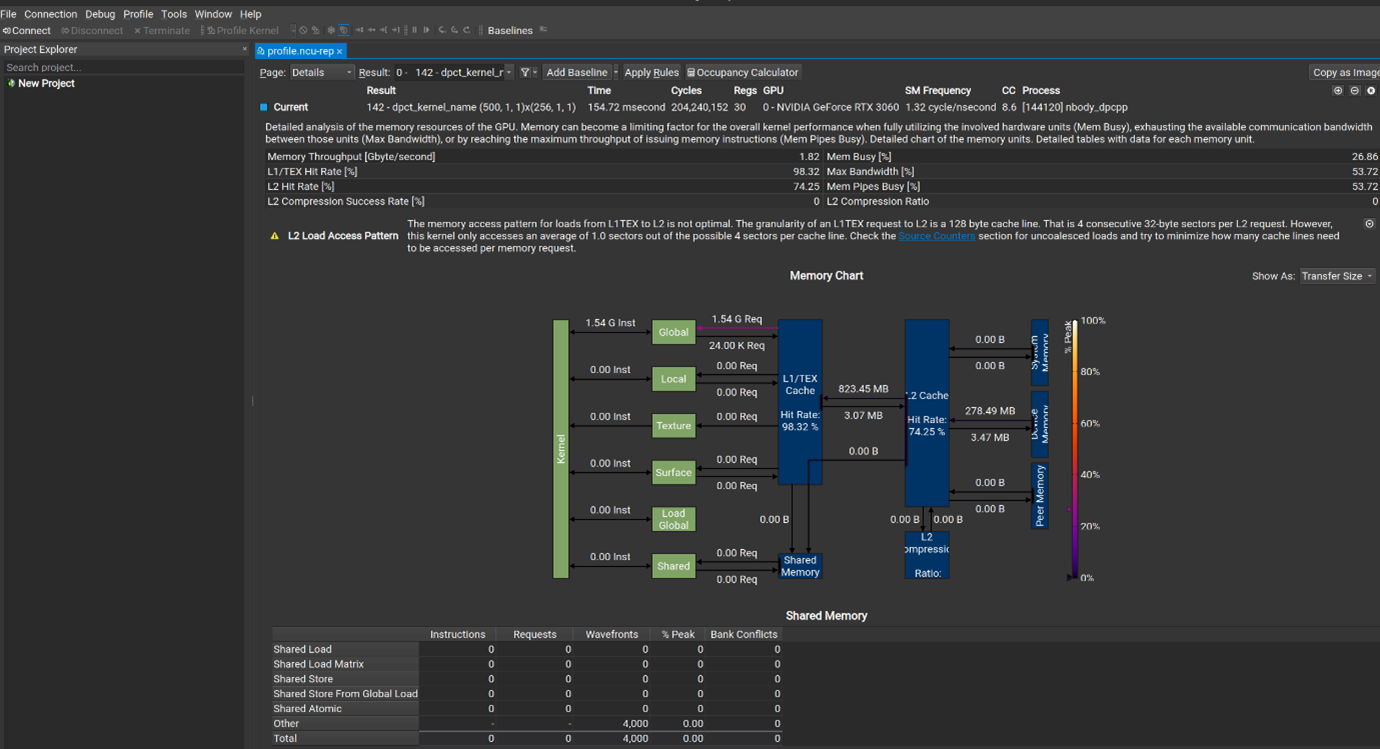 File Connection Debug Profile Tools Window Help
Connect Disconnect Terminate Profile Kernel Baselines
Project Explorer
profile.ncu-rep
Search project...
New Project
Page: Details Result: 0 - 142 - dpct_kernel_r Add Baseline Apply Rules Occupancy Calculator Copy as Image
Result Time Cycles Regs GPU SM Frequency CC Process
Current 142 - dpct_kernel_name (500, 1, 1)x(256, 1, 1) 154.72 msecond 204,240,152 30 0 - NVIDIA GeForce RTX 3060 1.32 cycle/nsecond 8.6 [144120] nbody_dpcpp
Detailed analysis of the memory resources of the GPU. Memory can become a limiting factor for the overall kernel performance when fully utilizing the involved hardware units (Mem Busy), exhausting the available communication bandwidth
between those units (Max Bandwidth), or by reaching the maximum throughput of issuing memory instructions (Mem Pipes Busy). Detailed chart of the memory units. Detailed tables with data for each memory unit.
Memory Throughput [Gbyte/second] 1.82 Mem Busy [%] 26.86
L1/TEX Hit Rate [%] 98.32 Max Bandwidth [%] 53.72
L2 Hit Rate [%] 74.25 Mem Pipes Busy [%] 53.72
L2 Compression Success Rate [%] 0 L2 Compression Ratio 0
L2 Load Access Pattern
The memory access pattern for loads from L1TEX to L2 is not optimal. The granularity of an L1TEX request to L2 is a 128 byte cache line. That is 4 consecutive 32-byte sectors per L2 request. However,
this kernel only accesses an average of 1.0 sectors out of the possible 4 sectors per cache line. Check the Source Counters section for uncoalesced loads and try to minimize how many cache lines need
to be accessed per memory request.
Memory Chart
Show As: Transfer Size
Kernel
1.54 G Inst
Global
1.54 G Req
24.00 K Req
0.00 Inst
Local
0.00 Req
0.00 Req
0.00 Inst
Texture
0.00 Req
0.00 Inst
Surface
0.00 Req
0.00 Req
0.00 Inst
Load
Global
0.00 Inst
Shared
0.00 Req
0.00 Req
L1/TEX
Cache
Hit Rate:
98.32 %
0.00 B
Shared
Memory
823.45 MB
3.07 MB
0.00 B
L2 Cache
Hit Rate:
74.25 %
0.00 B 0.00 B
L2
ompressic
Ratio:
0.00 B
0.00 B
System
Memory
278.49 MB
3.47 MB
Device
Memory
0.00 B
0.00 B
Peer Memory
% Peak
100%
80%
60%
40%
20%
0%
Shared Memory
Instructions Requests Wavefronts % Peak Bank Conflicts
Shared Load 0 0 0 0 0
Shared Load Matrix 0 0 0 0 0
Shared Store 0 0 0 0 0
Shared Store From Global Load 0 0 0 0 0
Shared Atomic 0 0 0 0 0
Other - - 4,000 0.00 0
Total 0 0 4,000 0.00 0